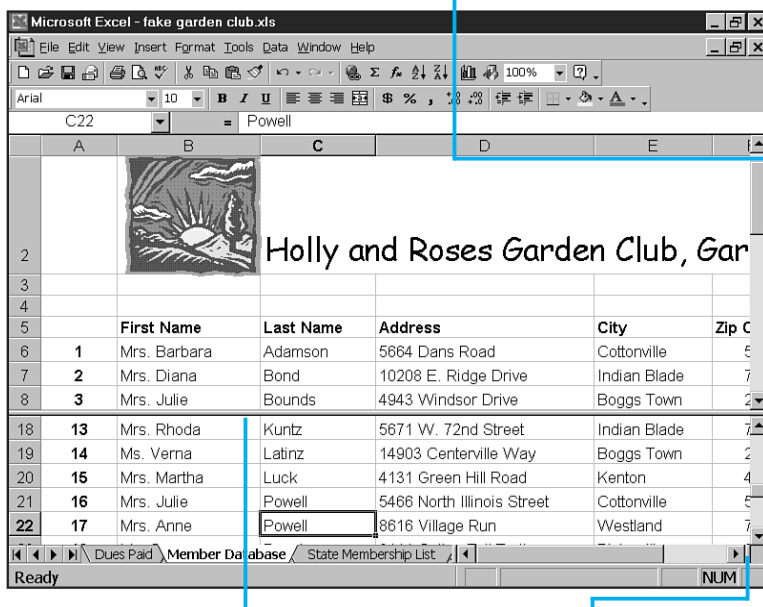 Microsoft Excel - fake garden club.xls
File Edit View Insert Format Tools Data Window Help
100%
Arial 10 B I U $ % ,
C22 = Powell
A B C D E
2 Holly and Roses Garden Club, Gar
3
4
5 First Name Last Name Address City Zip
6 1 Mrs. Barbara Adamson 5664 Dans Road Cottonville
7 2 Mrs. Diana Bond 10208 E. Ridge Drive Indian Blade
8 3 Mrs. Julie Bounds 4943 Windsor Drive Boggs Town
18 13 Mrs. Rhoda Kuntz 5671 W. 72nd Street Indian Blade
19 14 Ms. Verna Latinz 14903 Centerville Way Boggs Town
20 15 Mrs. Martha Luck 4131 Green Hill Road Kenton
21 16 Mrs. Julie Powell 5466 North Illinois Street Cottonville
22 17 Mrs. Anne Powell 8616 Village Run Westland
Dues Paid Member Database State Membership List
Ready NUM